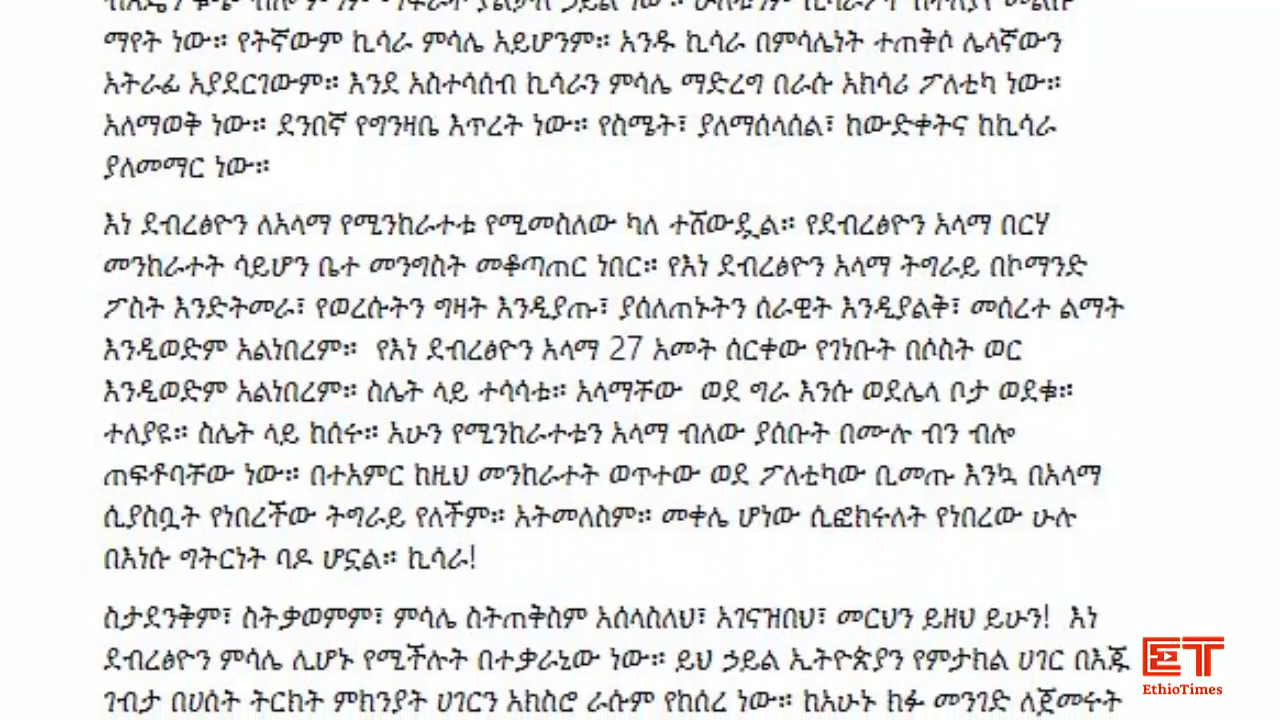 ማየት ነው። የትኛውም ኪሳራ ምሳሌ አይሆንም። አንዱ ኪሳራ በምሳሌነት ተጠቅሶ ሌላኛውን
አትራፊ አያደርገውም። እንደ አስተሳሰብ ኪሳራን ምሳሌ ማድረግ በራሱ አክሳሪ ፖለቲካ ነው።
አለማወቅ ነው። ደንበኛ የግንዛቤ እጥረት ነው። የስሜት፣ ያለማሰላሰል፣ ከውድቀትና ከኪሳራ
ያለመማር ነው።
እነ ደብረፅዮን ለአላማ የሚንከራተቱ የሚመስለው ካለ ተሸውዷል። የደብረፅዮን አላማ በርሃ
መንከራተት ሳይሆን ቤተ መንግስት መቆጣጠር ነበር። የእነ ደብረፅዮን አላማ ትግራይ በኮማንድ
ፖስት እንድትመራ፣ የወረሱትን ግዛት እንዲያጡ፣ ያሰለጠኑትን ሰራዊት እንዲያልቅ፣ መሰረተ ልማት
እንዲወድም አልነበረም። የእነ ደብረፅዮን አላማ 27 አመት ሰርቀው የገነቡት በሶስት ወር
እንዲወድም አልነበረም። ስሌት ላይ ተሳሳቱ። አላማቸው ወደ ግራ እንሱ ወደሌላ ቦታ ወደቁ።
ተለያዩ። ስሌት ላይ ከሰሩ። አሁን የሚንከራተቱን አላማ ብለው ያሰቡት በሙሉ ብን ብሎ
ጠፍቶባቸው ነው። በተአምር ከዚህ መንከራተት ወጥተው ወደ ፖለቲካው ቢመጡ እንኳ በአላማ
ሲያስቧት የነበረችው ትግራይ የለችም። አትመለስም። መቀሌ ሆነው ሲፎክሩለት የነበረው ሁሉ
በእነሱ ግትርነት ባዶ ሆኗል። ኪሳራ!
ስታደንቅም፣ ስትቃወምም፣ ምሳሌ ስትጠቅስም አሰላስለህ፣ አገናዝበህ፣ መርህን ይዘህ ይሁን! እነ
ደብረፅዮን ምሳሌ ሊሆኑ የሚችሉት በተቃራኒው ነው። ይህ ኃይል ኢትዮጵያን የምታክል ሀገር በእጁ
ገብታ በሀሰት ትርክት ምክንያት ሀገርን አክስሮ ራሱም የከሰረ ነው። ከአሁኑ ክፉ መንገድ ለጀመሩት
ET
EthioTimes